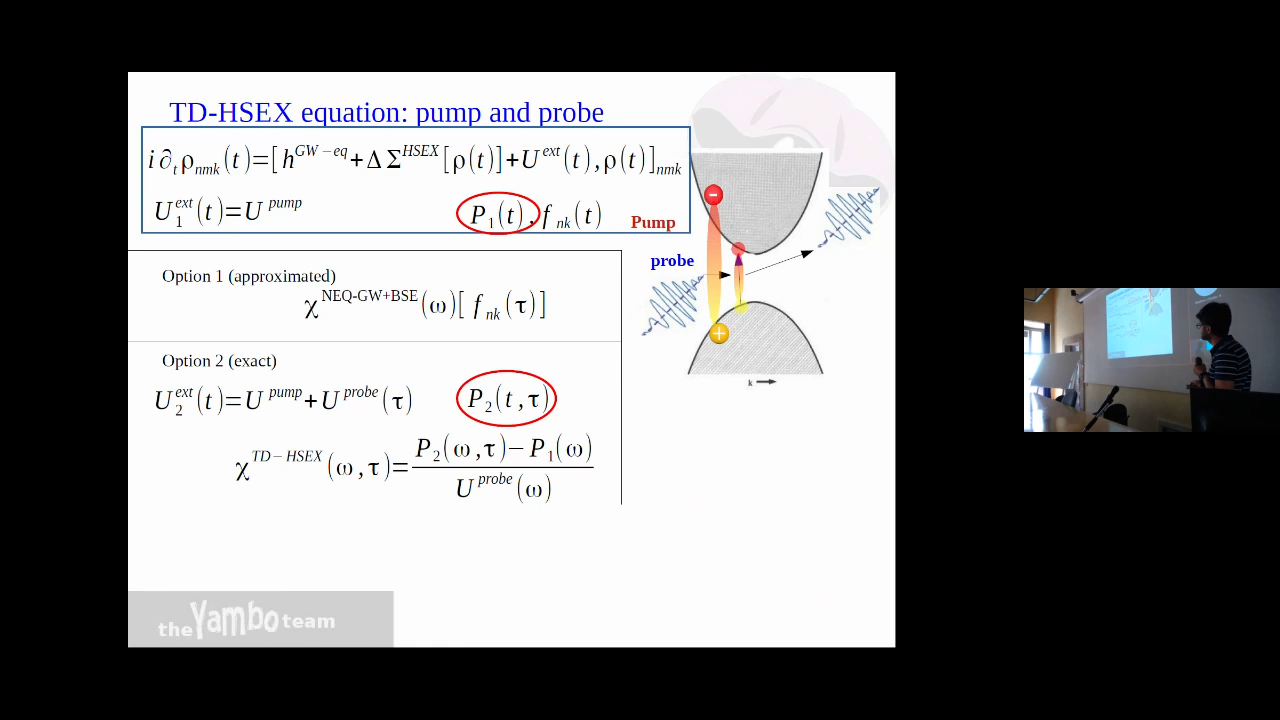 TD-HSEX equation: pump and probe
i ∂_t ρ_nmk(t)=[ h^{GW-eq}+Δ Σ^{HSEX}[ρ(t)]+U^{ext}(t),ρ(t)]_nmk
U_1^{ext}(t)=U^{pump} P_1(t), f_nk(t)
Pump
probe
Option 1 (approximated)
χ^{NEQ-GW+BSE}(ω)[ f_nk(τ)]
Option 2 (exact)
U_2^{ext}(t)=U^{pump}+U^{probe}(τ) P_2(t,τ)
χ^{TD-HSEX}(ω,τ)= \frac{P_2(ω,τ)-P_1(ω)}{U^{probe}(ω)}
-
+
k
the Yambo team